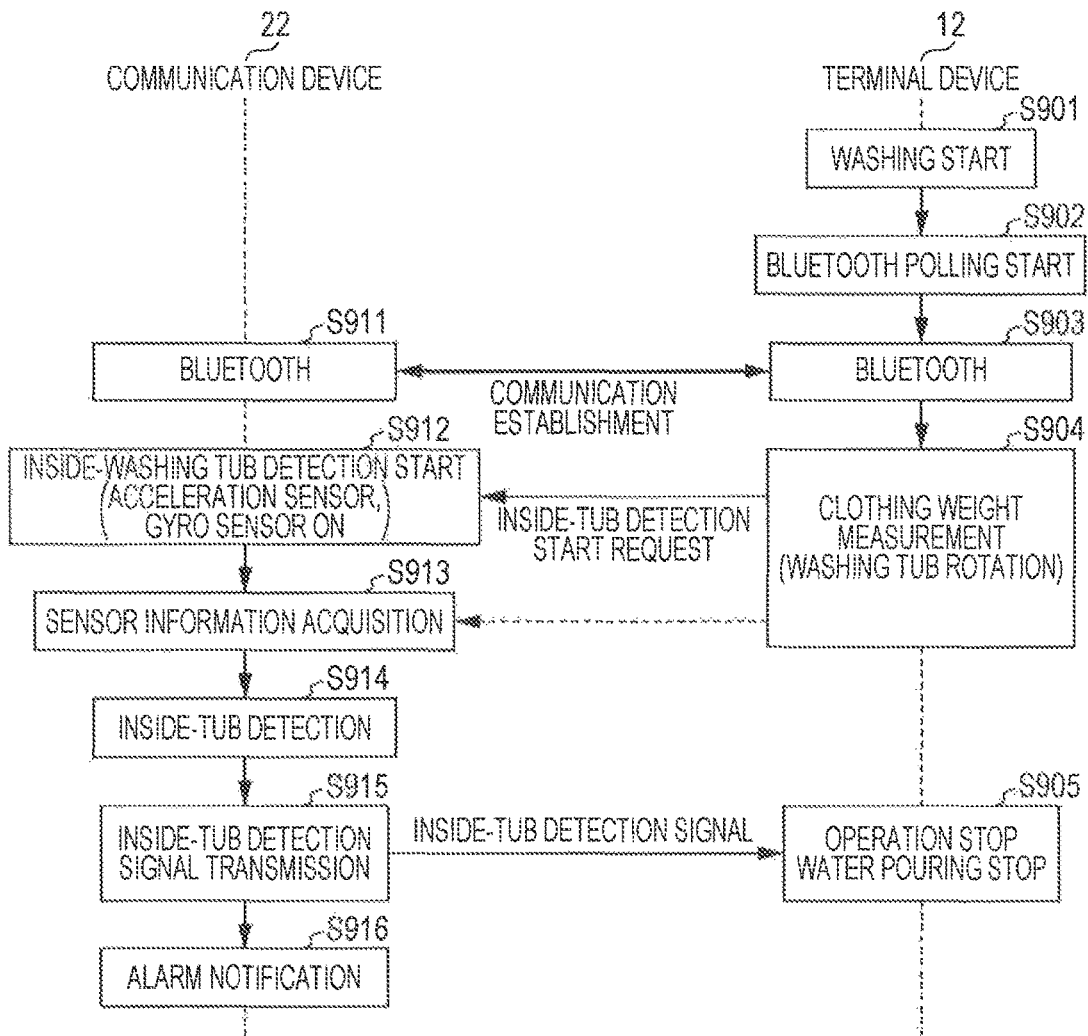 22
COMMUNICATION DEVICE
12
TERMINAL DEVICE
S901
WASHING START
S902
BLUETOOTH POLLING START
S911
BLUETOOTH
S903
BLUETOOTH
COMMUNICATION
ESTABLISHMENT
S912
INSIDE-WASHING TUB DETECTION START
(ACCELERATION SENSOR,
GYRO SENSOR ON)
S904
CLOTHING WEIGHT
MEASUREMENT
(WASHING TUB ROTATION)
INSIDE-TUB DETECTION
START REQUEST
S913
SENSOR INFORMATION ACQUISITION
S914
INSIDE-TUB DETECTION
S915
INSIDE-TUB DETECTION
SIGNAL TRANSMISSION
INSIDE-TUB DETECTION SIGNAL
S905
OPERATION STOP
WATER POURING STOP
S916
ALARM NOTIFICATION